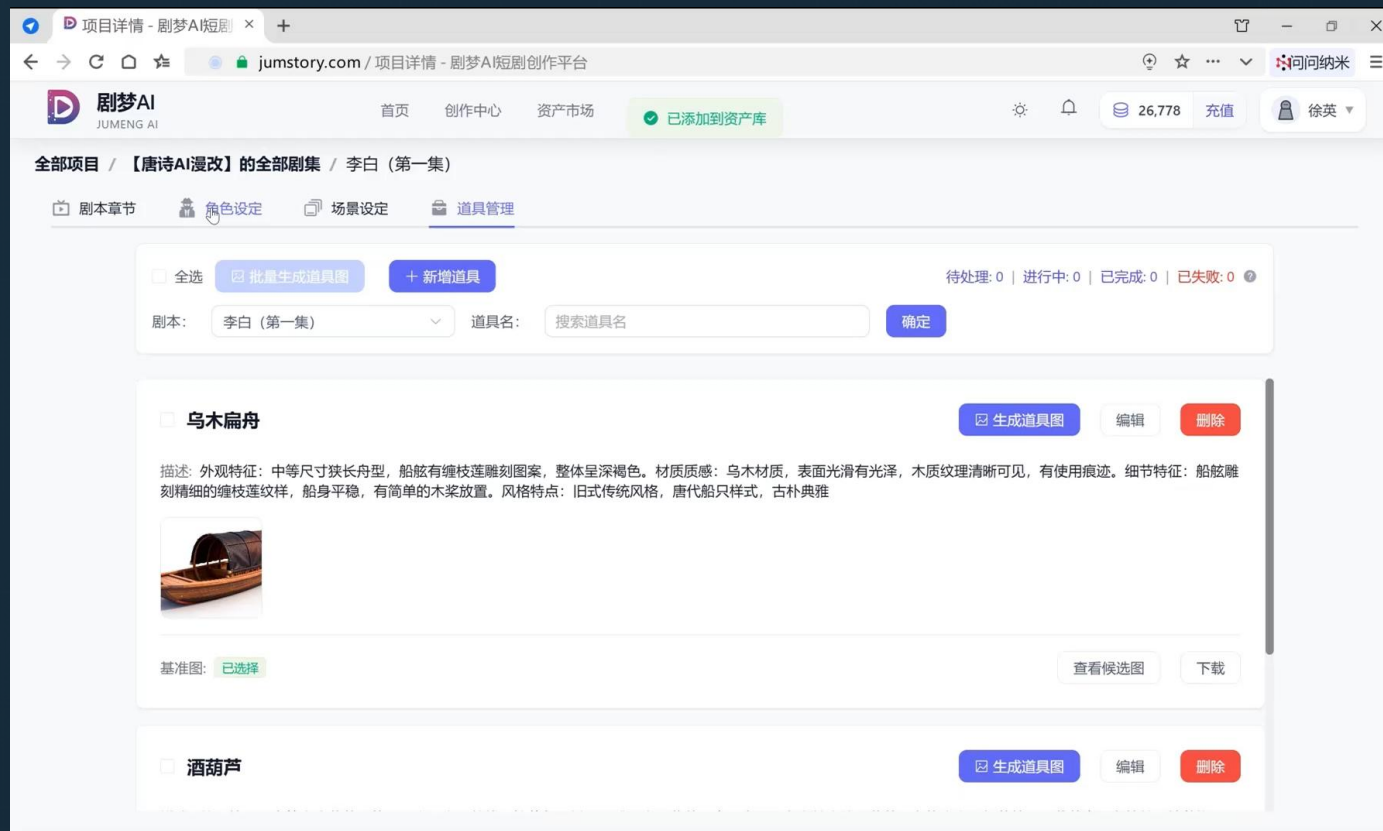 项目详情 - 剧梦AI短剧
jumstory.com / 项目详情 - 剧梦AI短剧创作平台
问问纳米
剧梦AI
JUMENG AI
首页 创作中心 资产市场
已添加到资产库
26,778 充值 徐英
全部项目 / 【唐诗AI漫改】的全部剧集 / 李白（第一集）
剧本章节 角色设定 场景设定 道具管理
全选 批量生成道具图 + 新增道具 待处理: 0 | 进行中: 0 | 已完成: 0 | 已失败: 0
剧本： 李白（第一集） 道具名： 搜索道具名 确定
乌木扁舟 生成道具图 编辑 删除
描述: 外观特征：中等尺寸狭长舟型，船舷有缠枝莲雕刻图案，整体呈深褐色。材质质感：乌木材质，表面光滑有光泽，木质纹理清晰可见，有使用痕迹。细节特征：船舷雕
刻精细的缠枝莲纹样，船身平稳，有简单的木桨放置。风格特点：旧式传统风格，唐代船只样式，古朴典雅
基准图: 已选择 查看候选图 下载
酒葫芦 生成道具图 编辑 删除